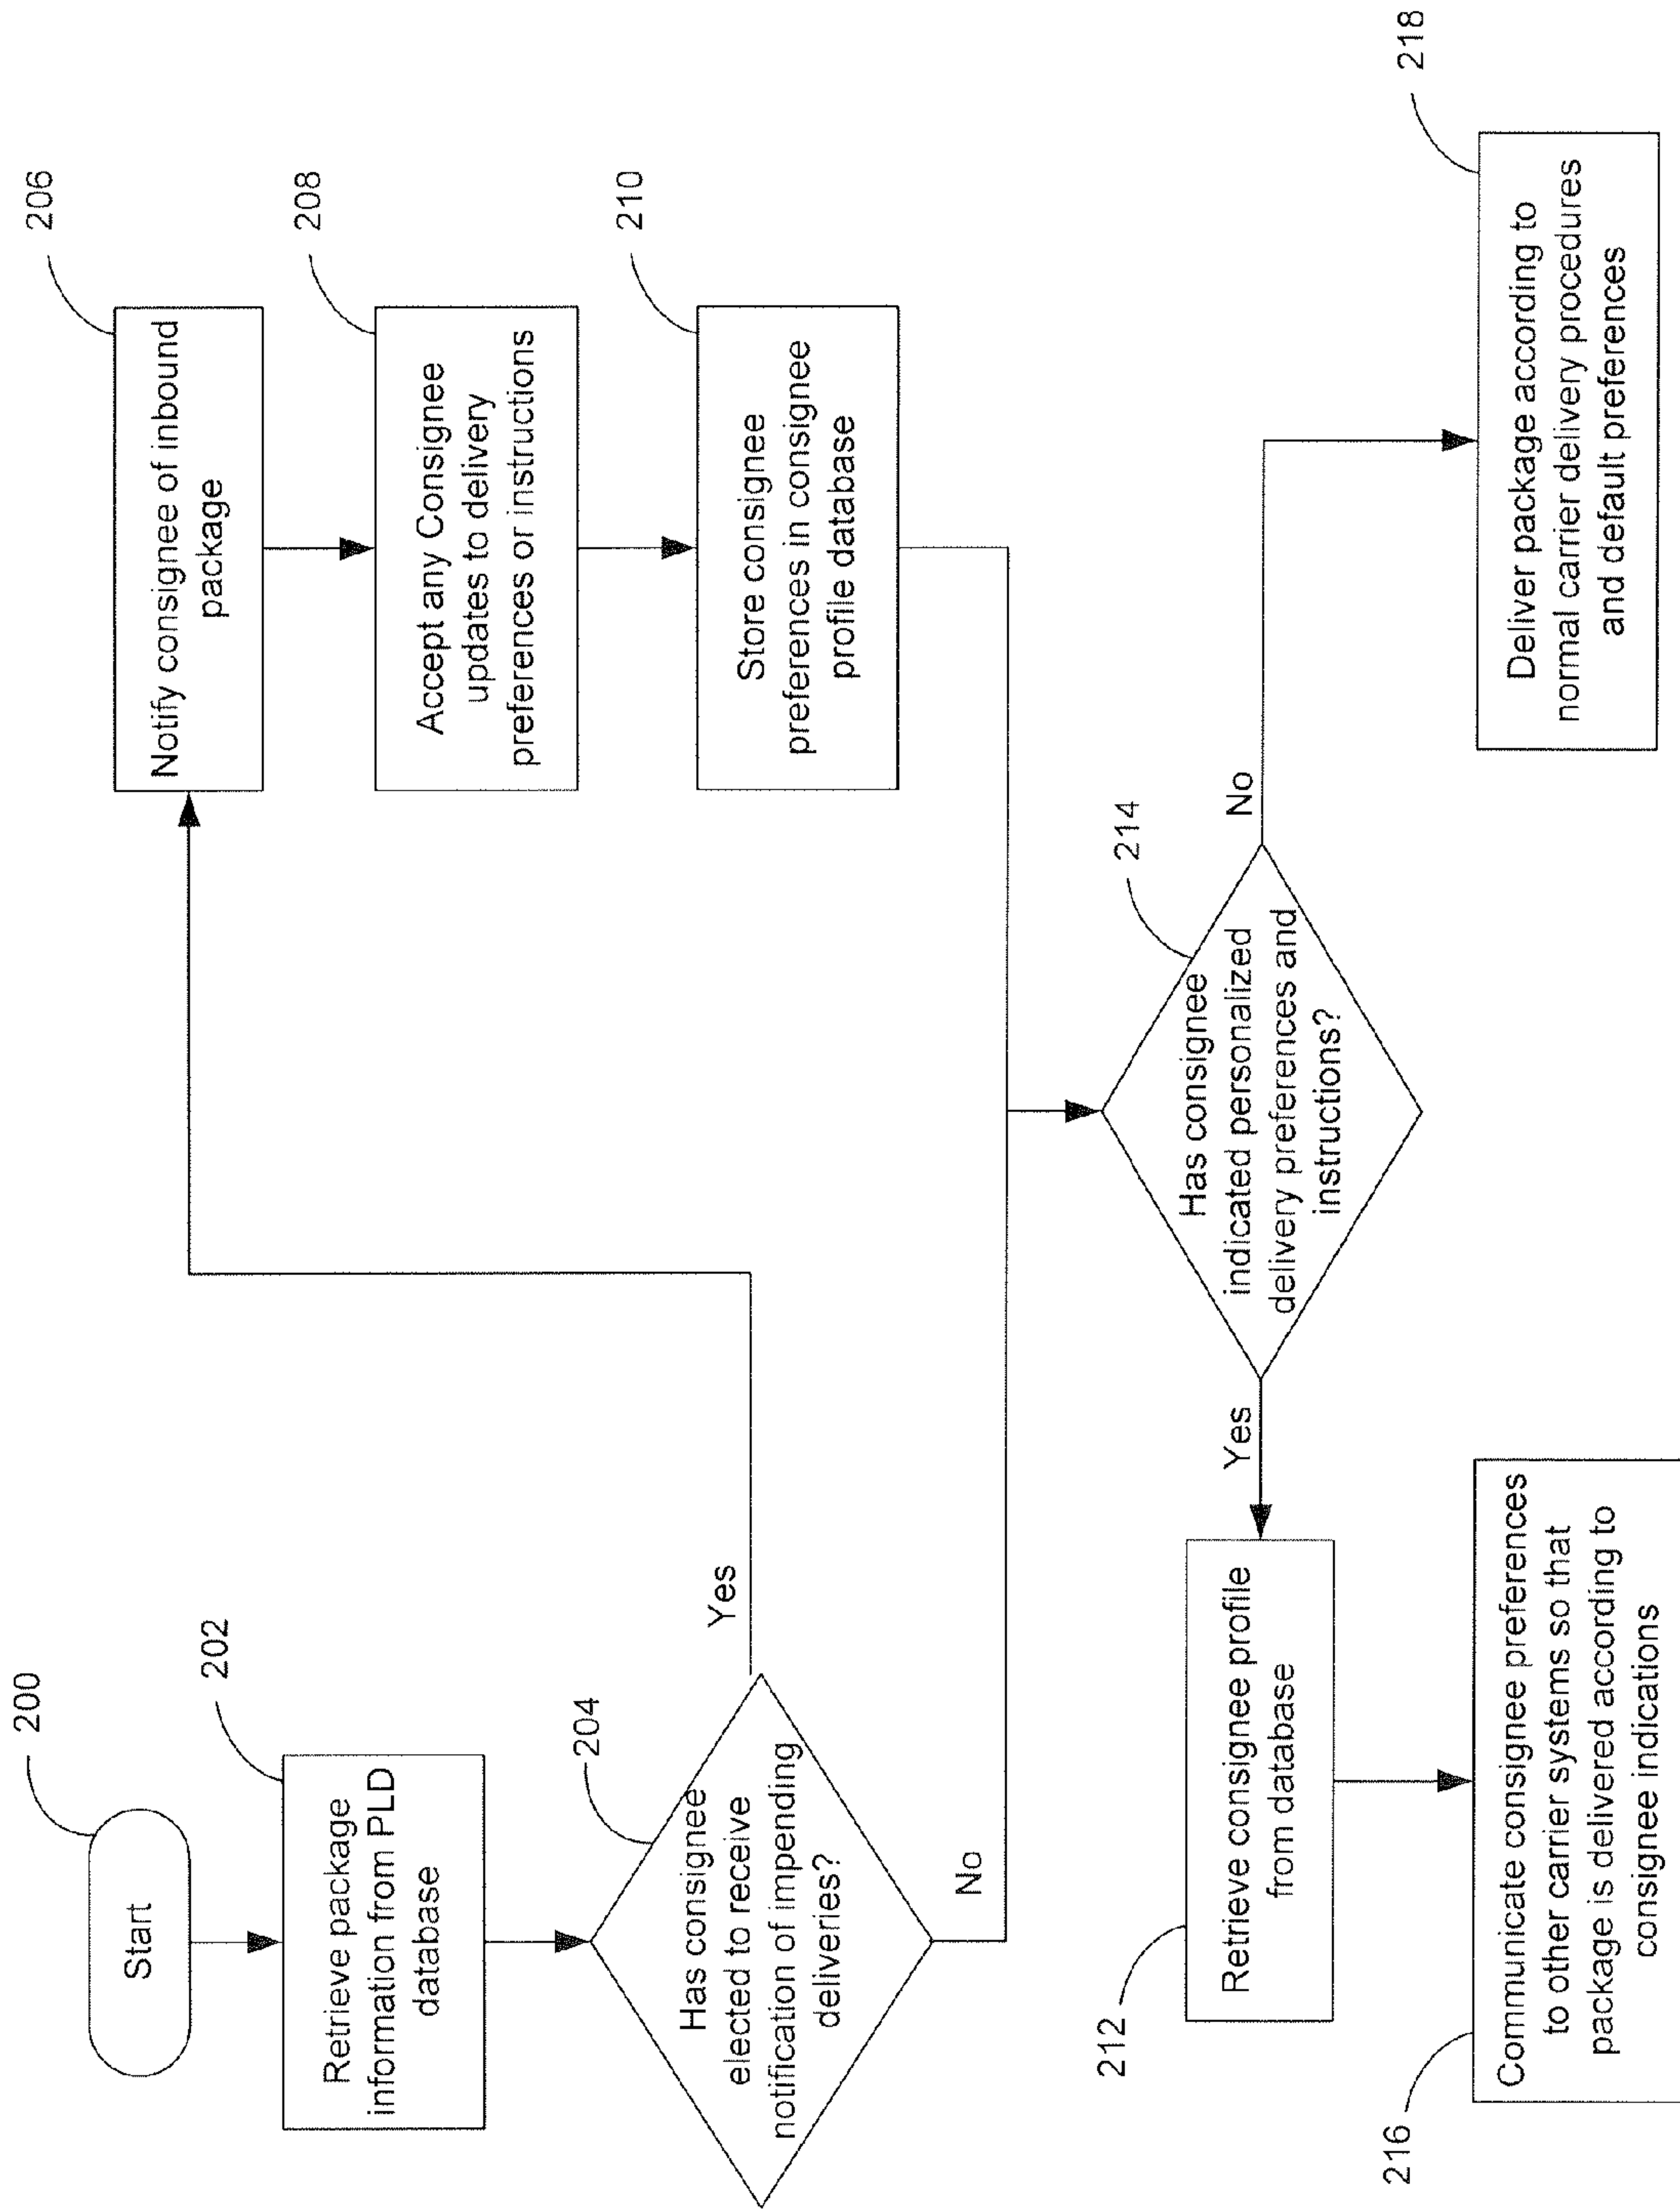 200
Start
202
Retrieve package
information from PLD
database
204
Has consignee
elected to receive
notification of impending
deliveries?
Yes
No
206
Notify consignee of inbound
package
208
Accept any Consignee
updates to delivery
preferences or instructions
210
Store consignee
preferences in consignee
profile database
214
Has consignee
indicated personalized
delivery preferences and
instructions?
Yes
No
212
Retrieve consignee profile
from database
216
Communicate consignee preferences
to other carrier systems so that
package is delivered according to
consignee indications
218
Deliver package according to
normal carrier delivery procedures
and default preferences